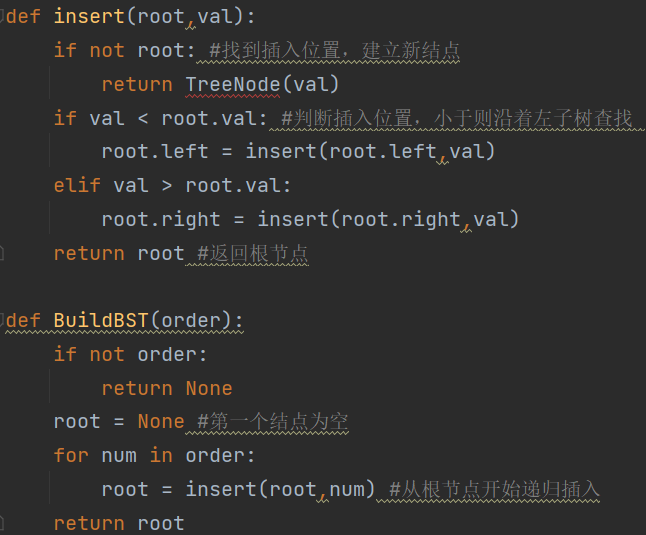 def insert(root,val):
    if not root: #找到插入位置，建立新结点
        return TreeNode(val)
    if val < root.val: #判断插入位置，小于则沿着左子树查找
        root.left = insert(root.left,val)
    elif val > root.val:
        root.right = insert(root.right,val)
    return root #返回根节点

def BuildBST(order):
    if not order:
        return None
    root = None #第一个结点为空
    for num in order:
        root = insert(root,num) #从根节点开始递归插入
    return root